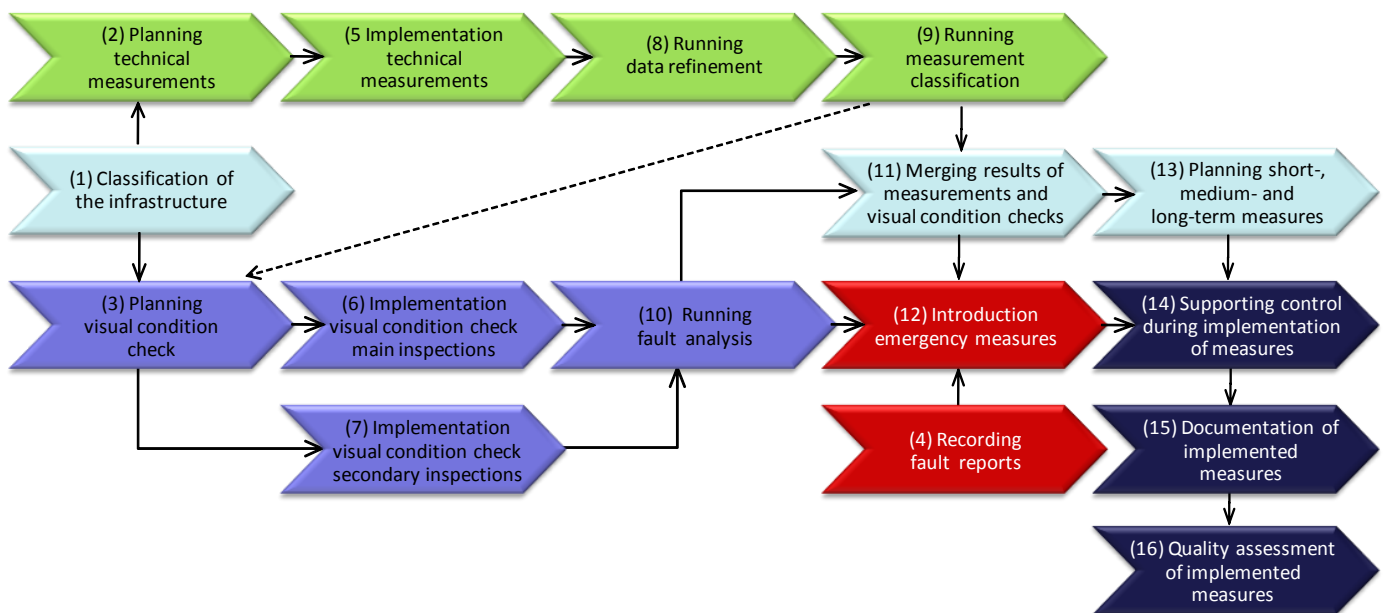 (2) Planning
technical
measurements
(5 Implementation
technical
measurements
(8) Running
data refinement
(9) Running
measurement
classification
(1) Classification of
the infrastructure
(11) Merging results of
measurements and
visual condition checks
(13) Planning short-,
medium- and
long-term measures
(3) Planning
visual condition
check
(6) Implementation
visual condition check
main inspections
(10) Running
fault analysis
(12) Introduction
emergency measures
(14) Supporting control
during implementation
of measures
(7) Implementation
visual condition check
secondary inspections
(4) Recording
fault reports
(15) Documentation of
implemented
measures
(16) Quality assessment
of implemented
measures